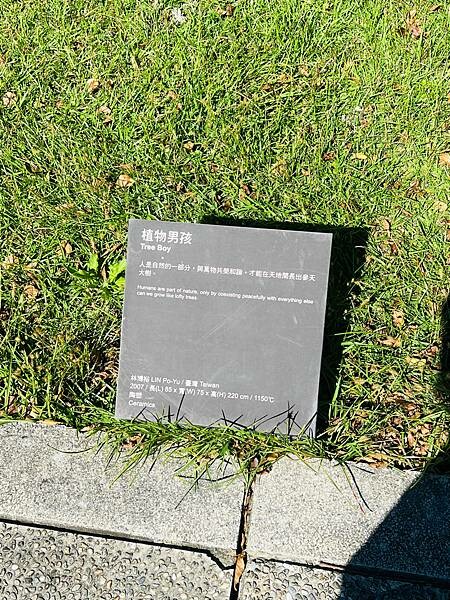 植物男孩
Tree Boy
人是自然的一部分，與萬物共榮和諧，才能在天地間長出參天
大樹。
Humans are part of nature; only by coexisting peacefully with everything else
can we grow like lofty trees.
林博裕 LIN Po-Yu / 臺灣 Taiwan
2007 / 長(L) 85 x 寬(W) 75 x 高(H) 220 cm / 1150℃
陶塑
Ceramics